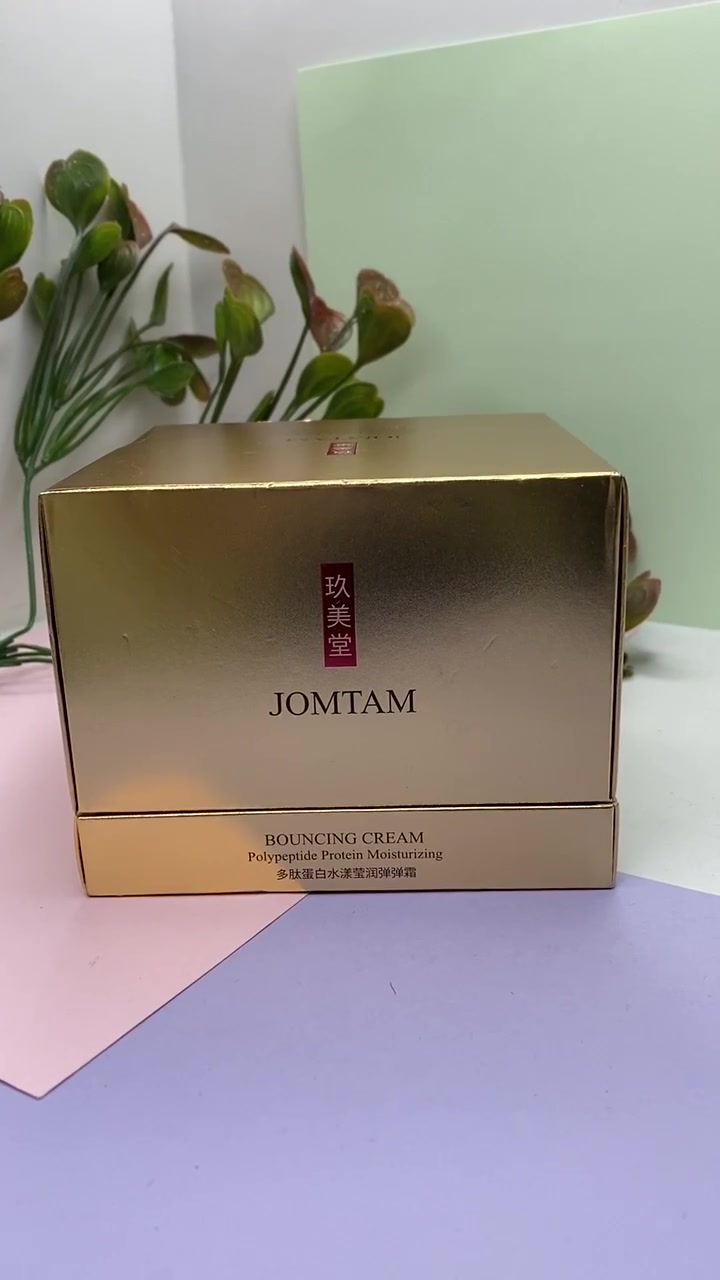 玖美堂
JOMTAM
BOUNCING CREAM
Polypeptide Protein Moisturizing
多肽蛋白水漾莹润弹弹霜